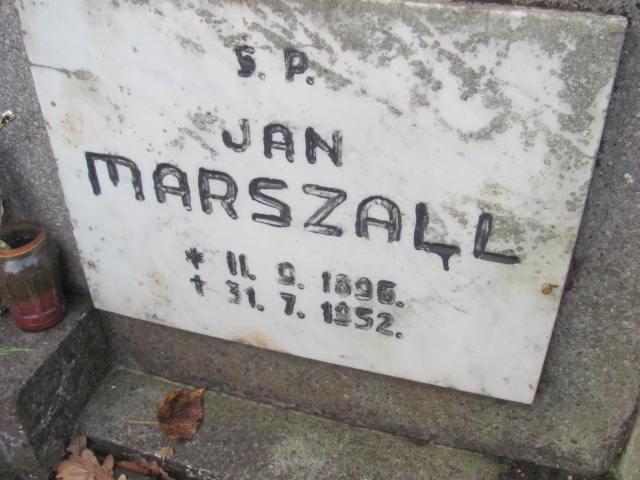 Ś. P.
JAN
MARSZALL
* 11. 9. 1896.
† 31. 7. 1952.